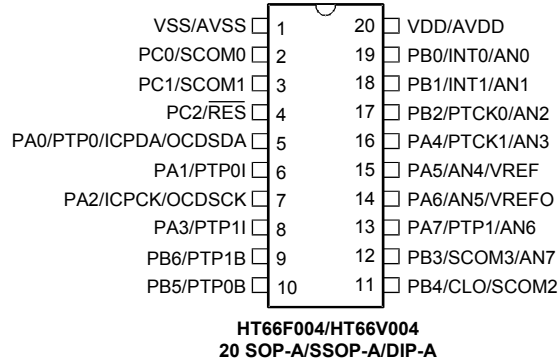 VSS/AVSS 1 20 VDD/AVDD
PC0/SCOM0 2 19 PB0/INT0/AN0
PC1/SCOM1 3 18 PB1/INT1/AN1
PC2/RES 4 17 PB2/PTCK0/AN2
PA0/PTP0/ICPDA/OCDSDA 5 16 PA4/PTCK1/AN3
PA1/PTP0I 6 15 PA5/AN4/VREF
PA2/ICPCK/OCDSCK 7 14 PA6/AN5/VREFO
PA3/PTP1I 8 13 PA7/PTP1/AN6
PB6/PTP1B 9 12 PB3/SCOM3/AN7
PB5/PTP0B 10 11 PB4/CLO/SCOM2
HT66F004/HT66V004
20 SOP-A/SSOP-A/DIP-A